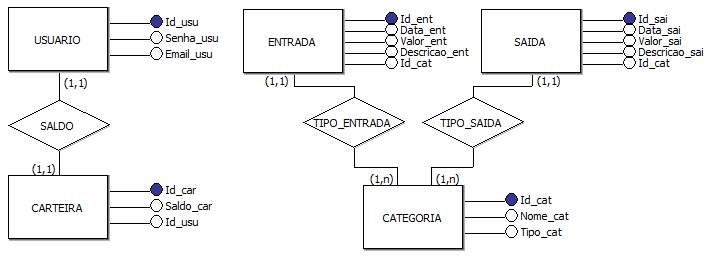 USUARIO
Id_usu
Senha_usu
Email_usu
(1,1)
SALDO
(1,1)
CARTEIRA
Id_car
Saldo_car
Id_usu
ENTRADA
Id_ent
Data_ent
Valor_ent
Descricao_ent
Id_cat
(1,1)
TIPO_ENTRADA
(1,n)
SAIDA
Id_sai
Data_sai
Valor_sai
Descricao_sai
Id_cat
(1,1)
TIPO_SAIDA
(1,n)
CATEGORIA
Id_cat
Nome_cat
Tipo_cat